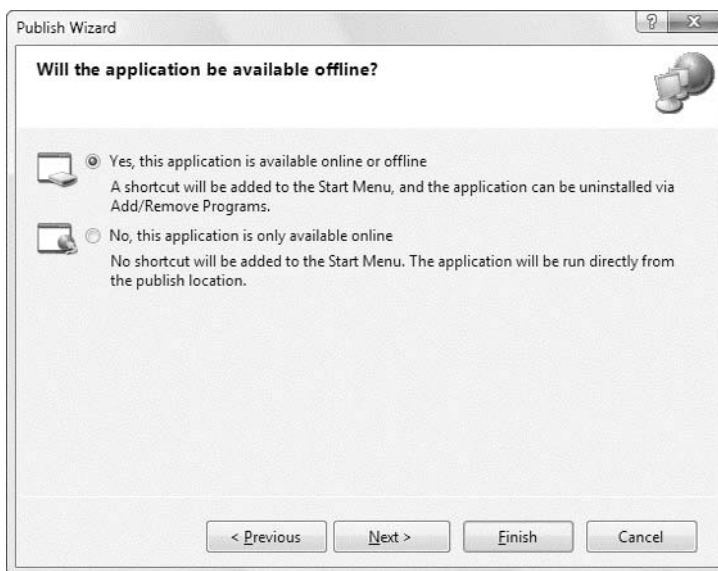 Publish Wizard
Will the application be available offline?
Yes, this application is available online or offline
A shortcut will be added to the Start Menu, and the application can be uninstalled via
Add/Remove Programs.
No, this application is only available online
No shortcut will be added to the Start Menu. The application will be run directly from
the publish location.
< Previous
Next >
Finish
Cancel